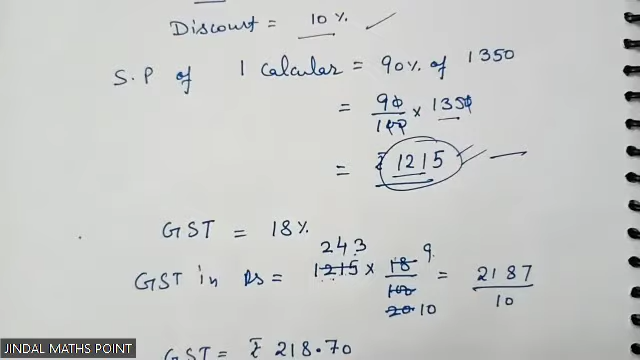 Discount = 10%
S.P of 1 Calcular = 90% of 1350
= 90/100 × 1350
= ₹ 1215
GST = 18%
243 9
GST in Rs = 1215 × 18/100 = 2187/10
20 10
GST = ₹ 218.70
JINDAL MATHS POINT